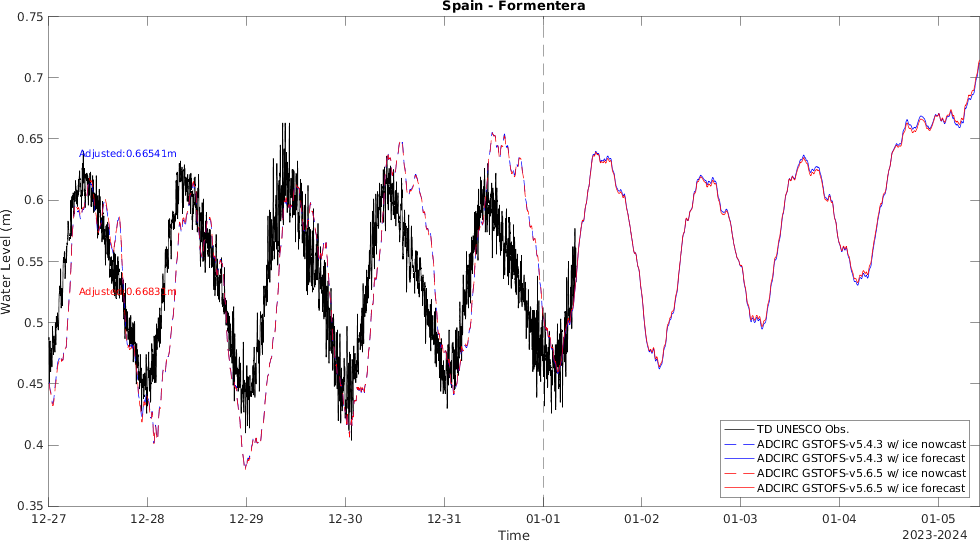 Spain - Formentera
0.75
0.7
0.65
0.6
0.55
0.5
0.45
0.4
0.35
Water Level (m)
Adjusted:0.66541m
Adjusted:0.66831m
TD UNESCO Obs.
ADCIRC GSTOFS-v5.4.3 w/ ice nowcast
ADCIRC GSTOFS-v5.4.3 w/ ice forecast
ADCIRC GSTOFS-v5.6.5 w/ ice nowcast
ADCIRC GSTOFS-v5.6.5 w/ ice forecast
12-27 12-28 12-29 12-30 12-31 01-01 01-02 01-03 01-04 01-05
Time
2023-2024